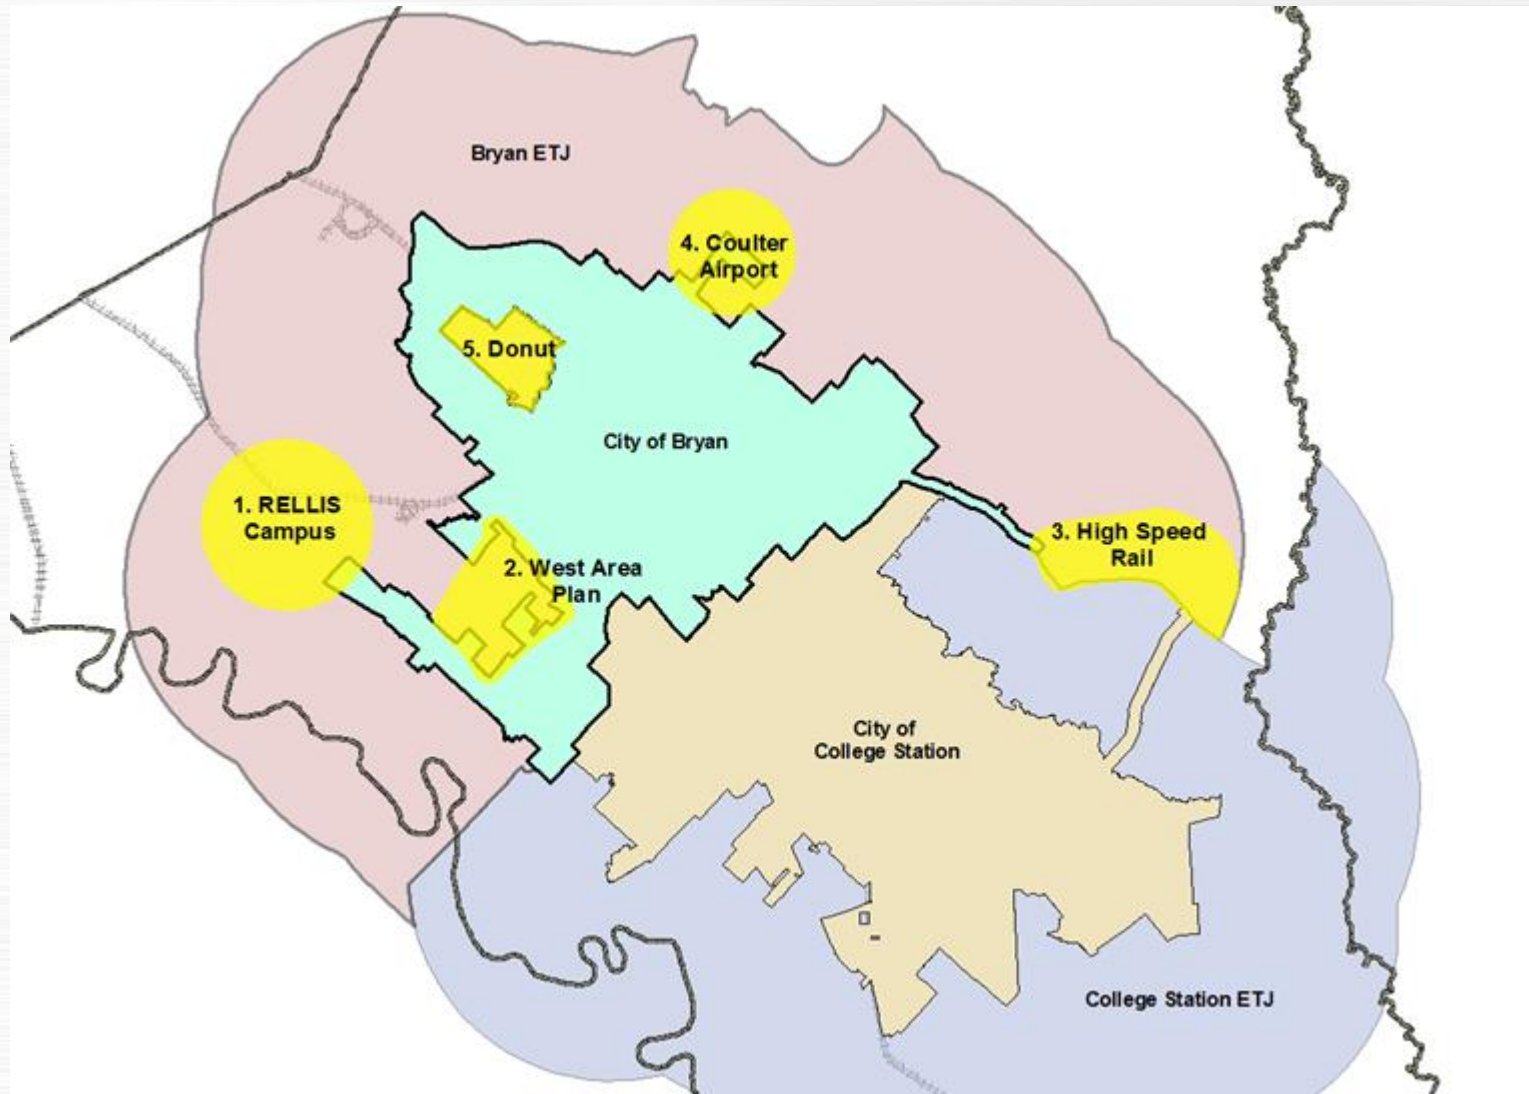 Bryan ETJ
4. Coulter
Airport
5. Donut
City of Bryan
1. RELLIS
Campus
3. High Speed
Rail
2. West Area
Plan
City of
College Station
College Station ETJ